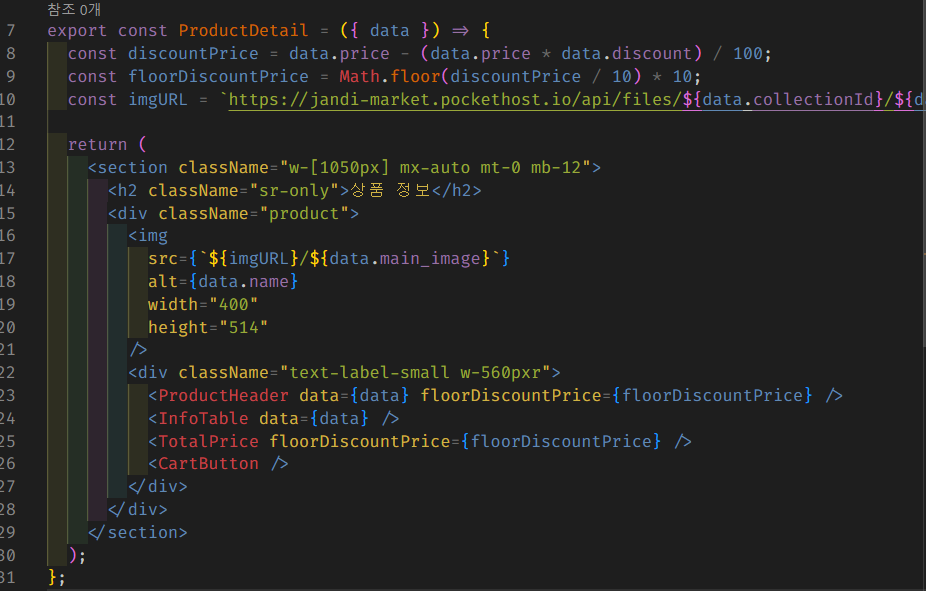 참조 0개
7 export const ProductDetail = ({ data }) => {
8 const discountPrice = data.price - (data.price * data.discount) / 100;
9 const floorDiscountPrice = Math.floor(discountPrice / 10) * 10;
10 const imgURL = `https://jandi-market.pockethost.io/api/files/${data.collectionId}/${d
11
12 return (
13 <section className="w-[1050px] mx-auto mt-0 mb-12">
14 <h2 className="sr-only">상품 정보</h2>
15 <div className="product">
16 <img
17 src={`${imgURL}/${data.main_image}`}
18 alt={data.name}
19 width="400"
20 height="514"
21 />
22 <div className="text-label-small w-560pxr">
23 <ProductHeader data={data} floorDiscountPrice={floorDiscountPrice} />
24 <InfoTable data={data} />
25 <TotalPrice floorDiscountPrice={floorDiscountPrice} />
26 <CartButton />
27 </div>
28 </div>
29 </section>
30 );
31 };